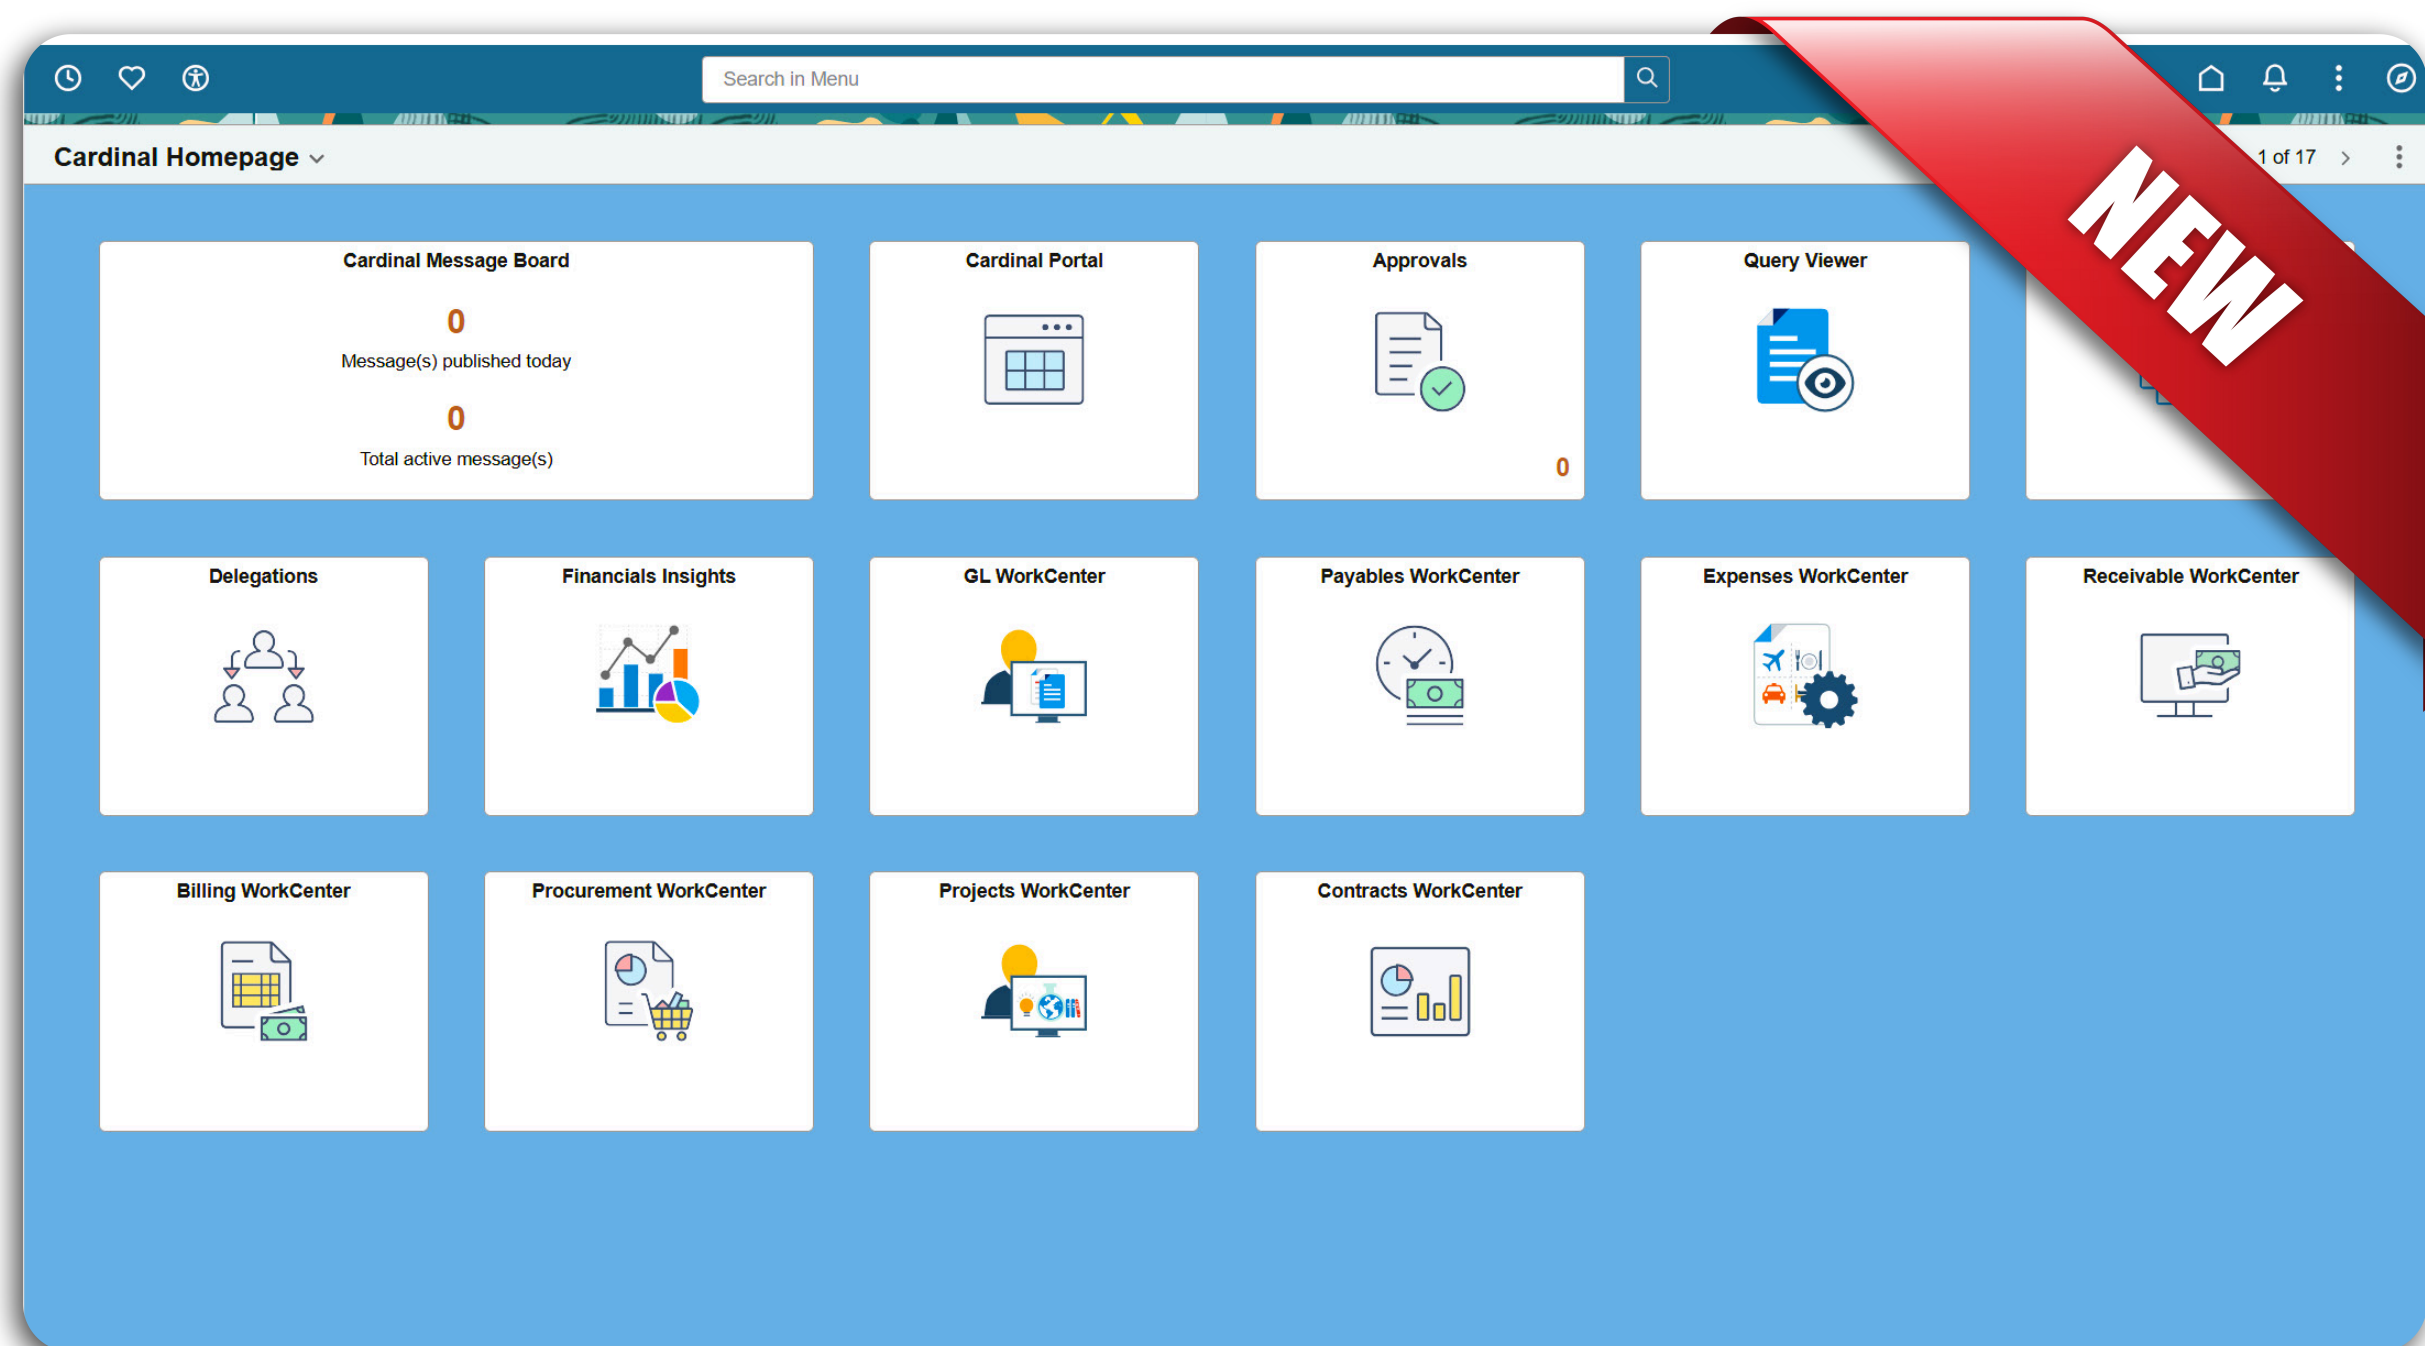 Search in Menu
Cardinal Homepage
1 of 17
NEW
Cardinal Message Board
0
Message(s) published today
0
Total active message(s)
Cardinal Portal
Approvals
0
Query Viewer
Delegations
Financials Insights
GL WorkCenter
Payables WorkCenter
Expenses WorkCenter
Receivable WorkCenter
Billing WorkCenter
Procurement WorkCenter
Projects WorkCenter
Contracts WorkCenter